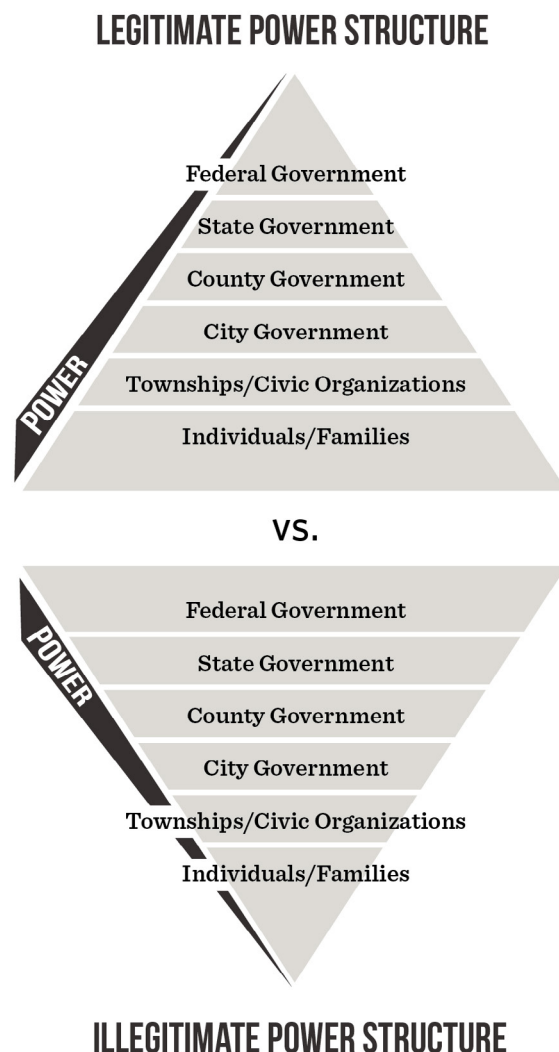 LEGITIMATE POWER STRUCTURE
Federal Government
State Government
County Government
City Government
Townships/Civic Organizations
POWER
Individuals/Families
vs.
Federal Government
POWER
State Government
County Government
City Government
Townships/Civic Organizations
Individuals/Families
ILLEGITIMATE POWER STRUCTURE